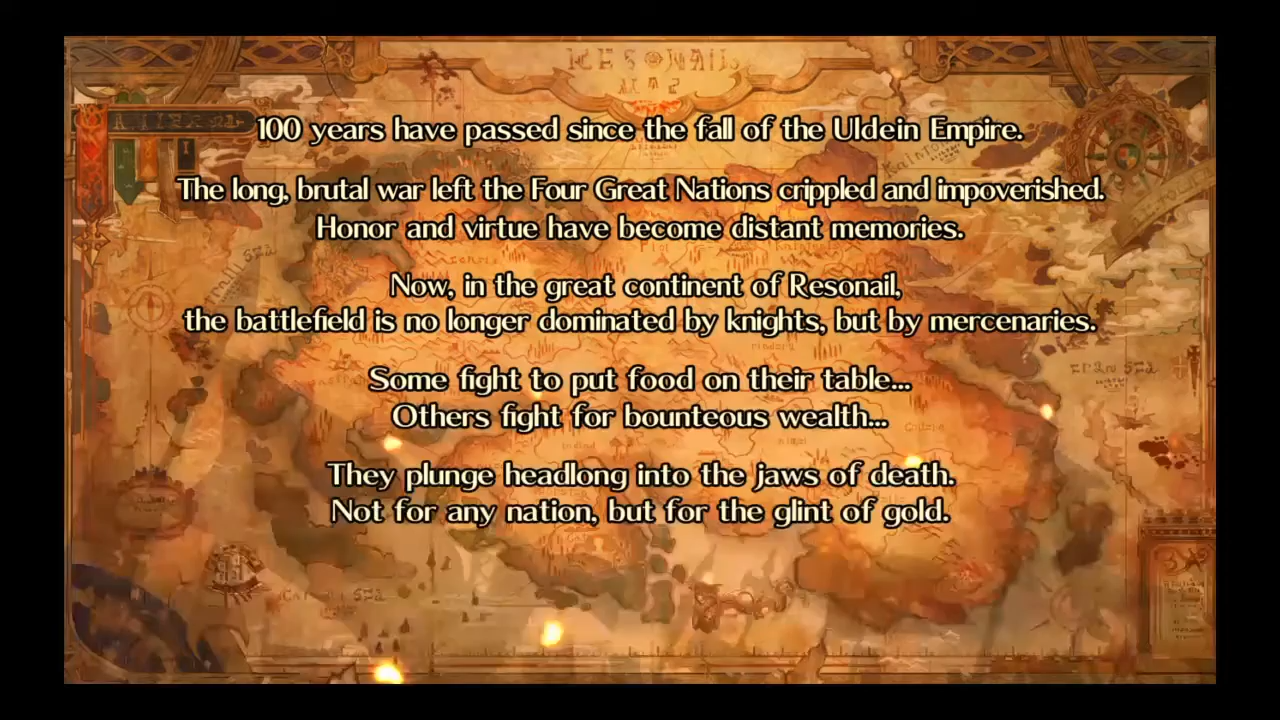 RESONAIL
MAP
100 years have passed since the fall of the Uldein Empire.
The long, brutal war left the Four Great Nations crippled and impoverished.
Honor and virtue have become distant memories.
Now, in the great continent of Resonail,
the battlefield is no longer dominated by knights, but by mercenaries.
Some fight to put food on their table...
Others fight for bounteous wealth...
They plunge headlong into the jaws of death.
Not for any nation, but for the glint of gold.